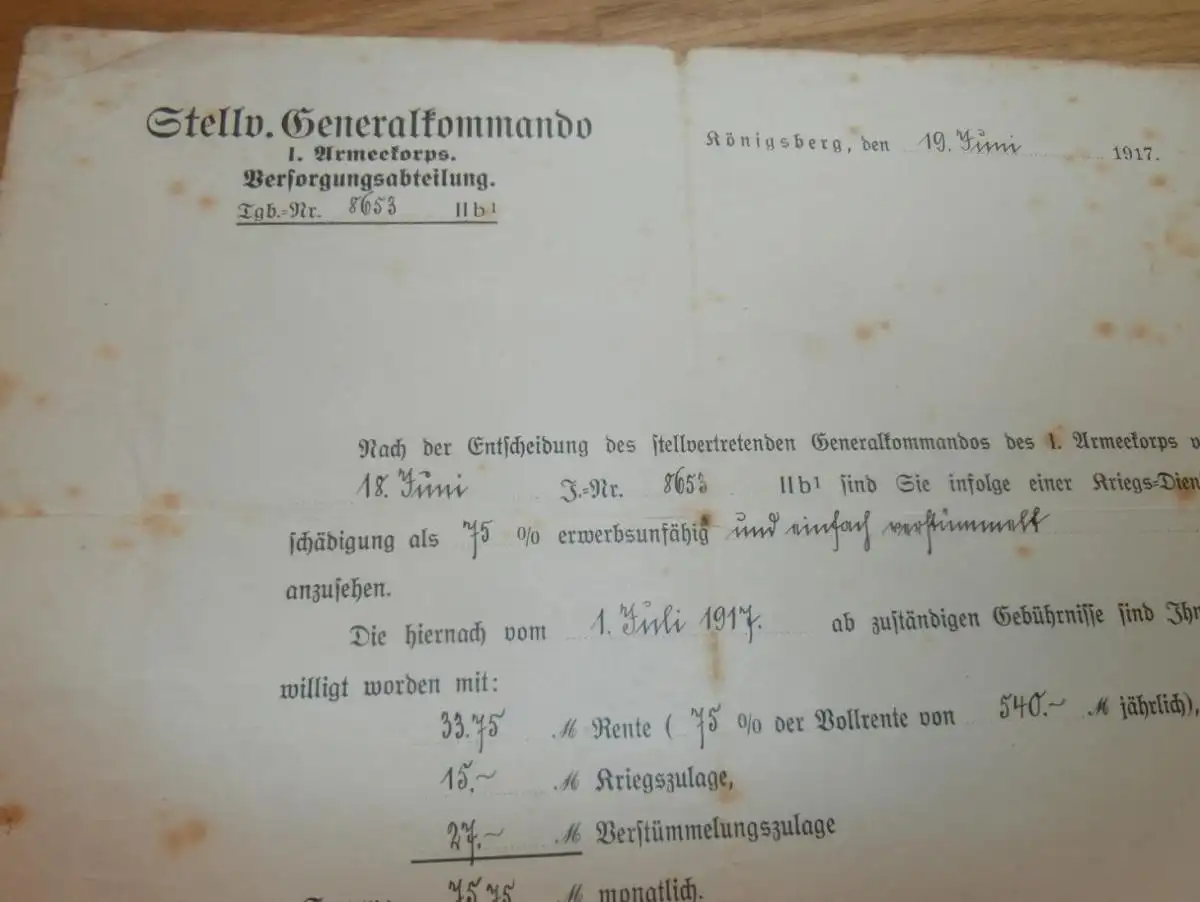 Stellv. Generalkommando
I. Armeekorps.
Versorgungsabteilung.
Tgb.=Nr. 8653 IIb¹
Königsberg, den 19. Juni 1917.
Nach der Entscheidung des stellvertretenden Generalkommandos des I. Armeekorps v
18. Juni J.=Nr. 8653 IIb¹ sind Sie infolge einer Kriegs=Dien
schädigung als 75 % erwerbsunfähig und einfach verstümmelt
anzusehen.
Die hiernach vom 1. Juli 1917. ab zuständigen Gebührnisse sind Ihn
willigt worden mit:
33.75 M Rente ( 75 % der Vollrente von 540.– M jährlich),
15.– M Kriegszulage,
27.– M Verstümmelungszulage
75.75 M monatlich.